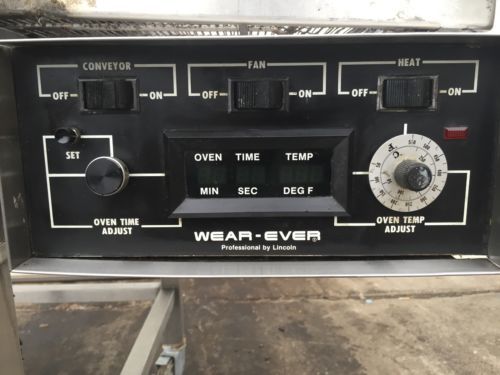 CONVEYOR
FAN
HEAT
OFF ON
OFF ON
OFF ON
SET
OVEN TIME TEMP
MIN SEC DEG F
OVEN TIME
ADJUST
OVEN TEMP
ADJUST
WEAR-EVER®
Professional by Lincoln